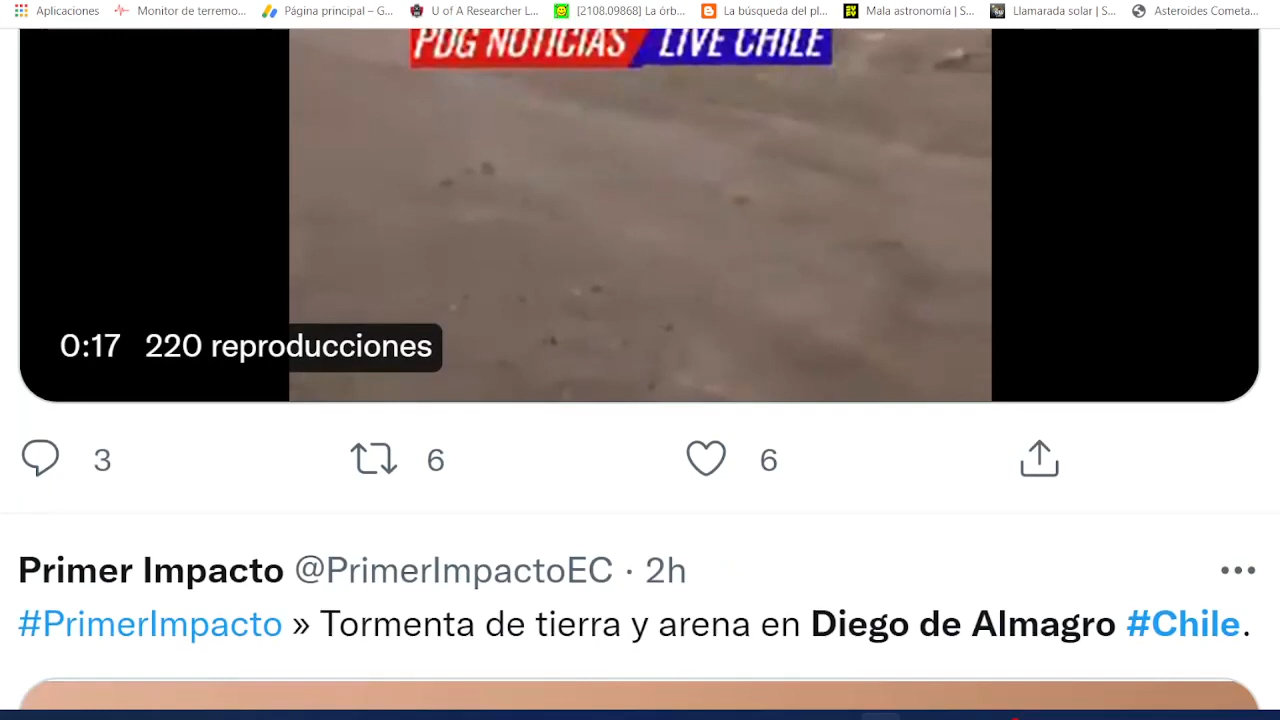 Aplicaciones Monitor de terremo... Página principal – G... U of A Researcher L... [2108.09868] La órb... La búsqueda del pl... Mala astronomía | S... Llamarada solar | S... Asteroides Cometa...
PDG NOTICIAS LIVE CHILE
0:17 220 reproducciones
3 6 6
Primer Impacto @PrimerImpactoEC · 2h
#PrimerImpacto » Tormenta de tierra y arena en Diego de Almagro #Chile.